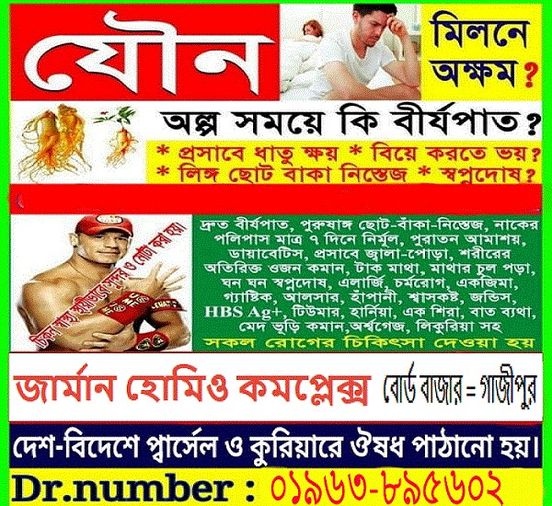 যৌন
মিলনে
অক্ষম ?
অল্প সময়ে কি বীর্যপাত?
* প্রসাবে ধাতু ক্ষয় * বিয়ে করতে ভয়?
* লিঙ্গ ছোট বাকা নিস্তেজ * স্বপ্নদোষ?
দ্রুত বীর্যপাত, পুরুষাঙ্গ ছোট-বাঁকা-নিস্তেজ, নাকের
পলিপাস মাত্র ৭ দিনে নির্মুল, পুরাতন আমাশয়,
ডায়াবেটিস, প্রসাবে জ্বালা-পোড়া, শরীরের
অতিরিক্ত ওজন কমান, টাক মাথা, মাথার চুল পড়া,
ঘন ঘন স্বপ্নদোষ, এলার্জি, চর্মরোগ, একজিমা,
গ্যাষ্টিক, আলসার, হাঁপানী, শ্বাসকষ্ট, জন্ডিস,
HBS Ag+, টিউমার, হার্নিয়া, এক শিরা, বাত ব্যথা,
মেদ ভূড়ি কমান,অর্শ্বগেজ, লিকুরিয়া সহ
সকল রোগের চিকিৎসা দেওয়া হয়
জার্মান হোমিও কমপ্লেক্স বোর্ড বাজার = গাজীপুর
দেশ-বিদেশে প্বার্সেল ও কুরিয়ারে ঔষধ পাঠানো হয়।
Dr.number : ০১৯৬৩-৮৯৫৬০২